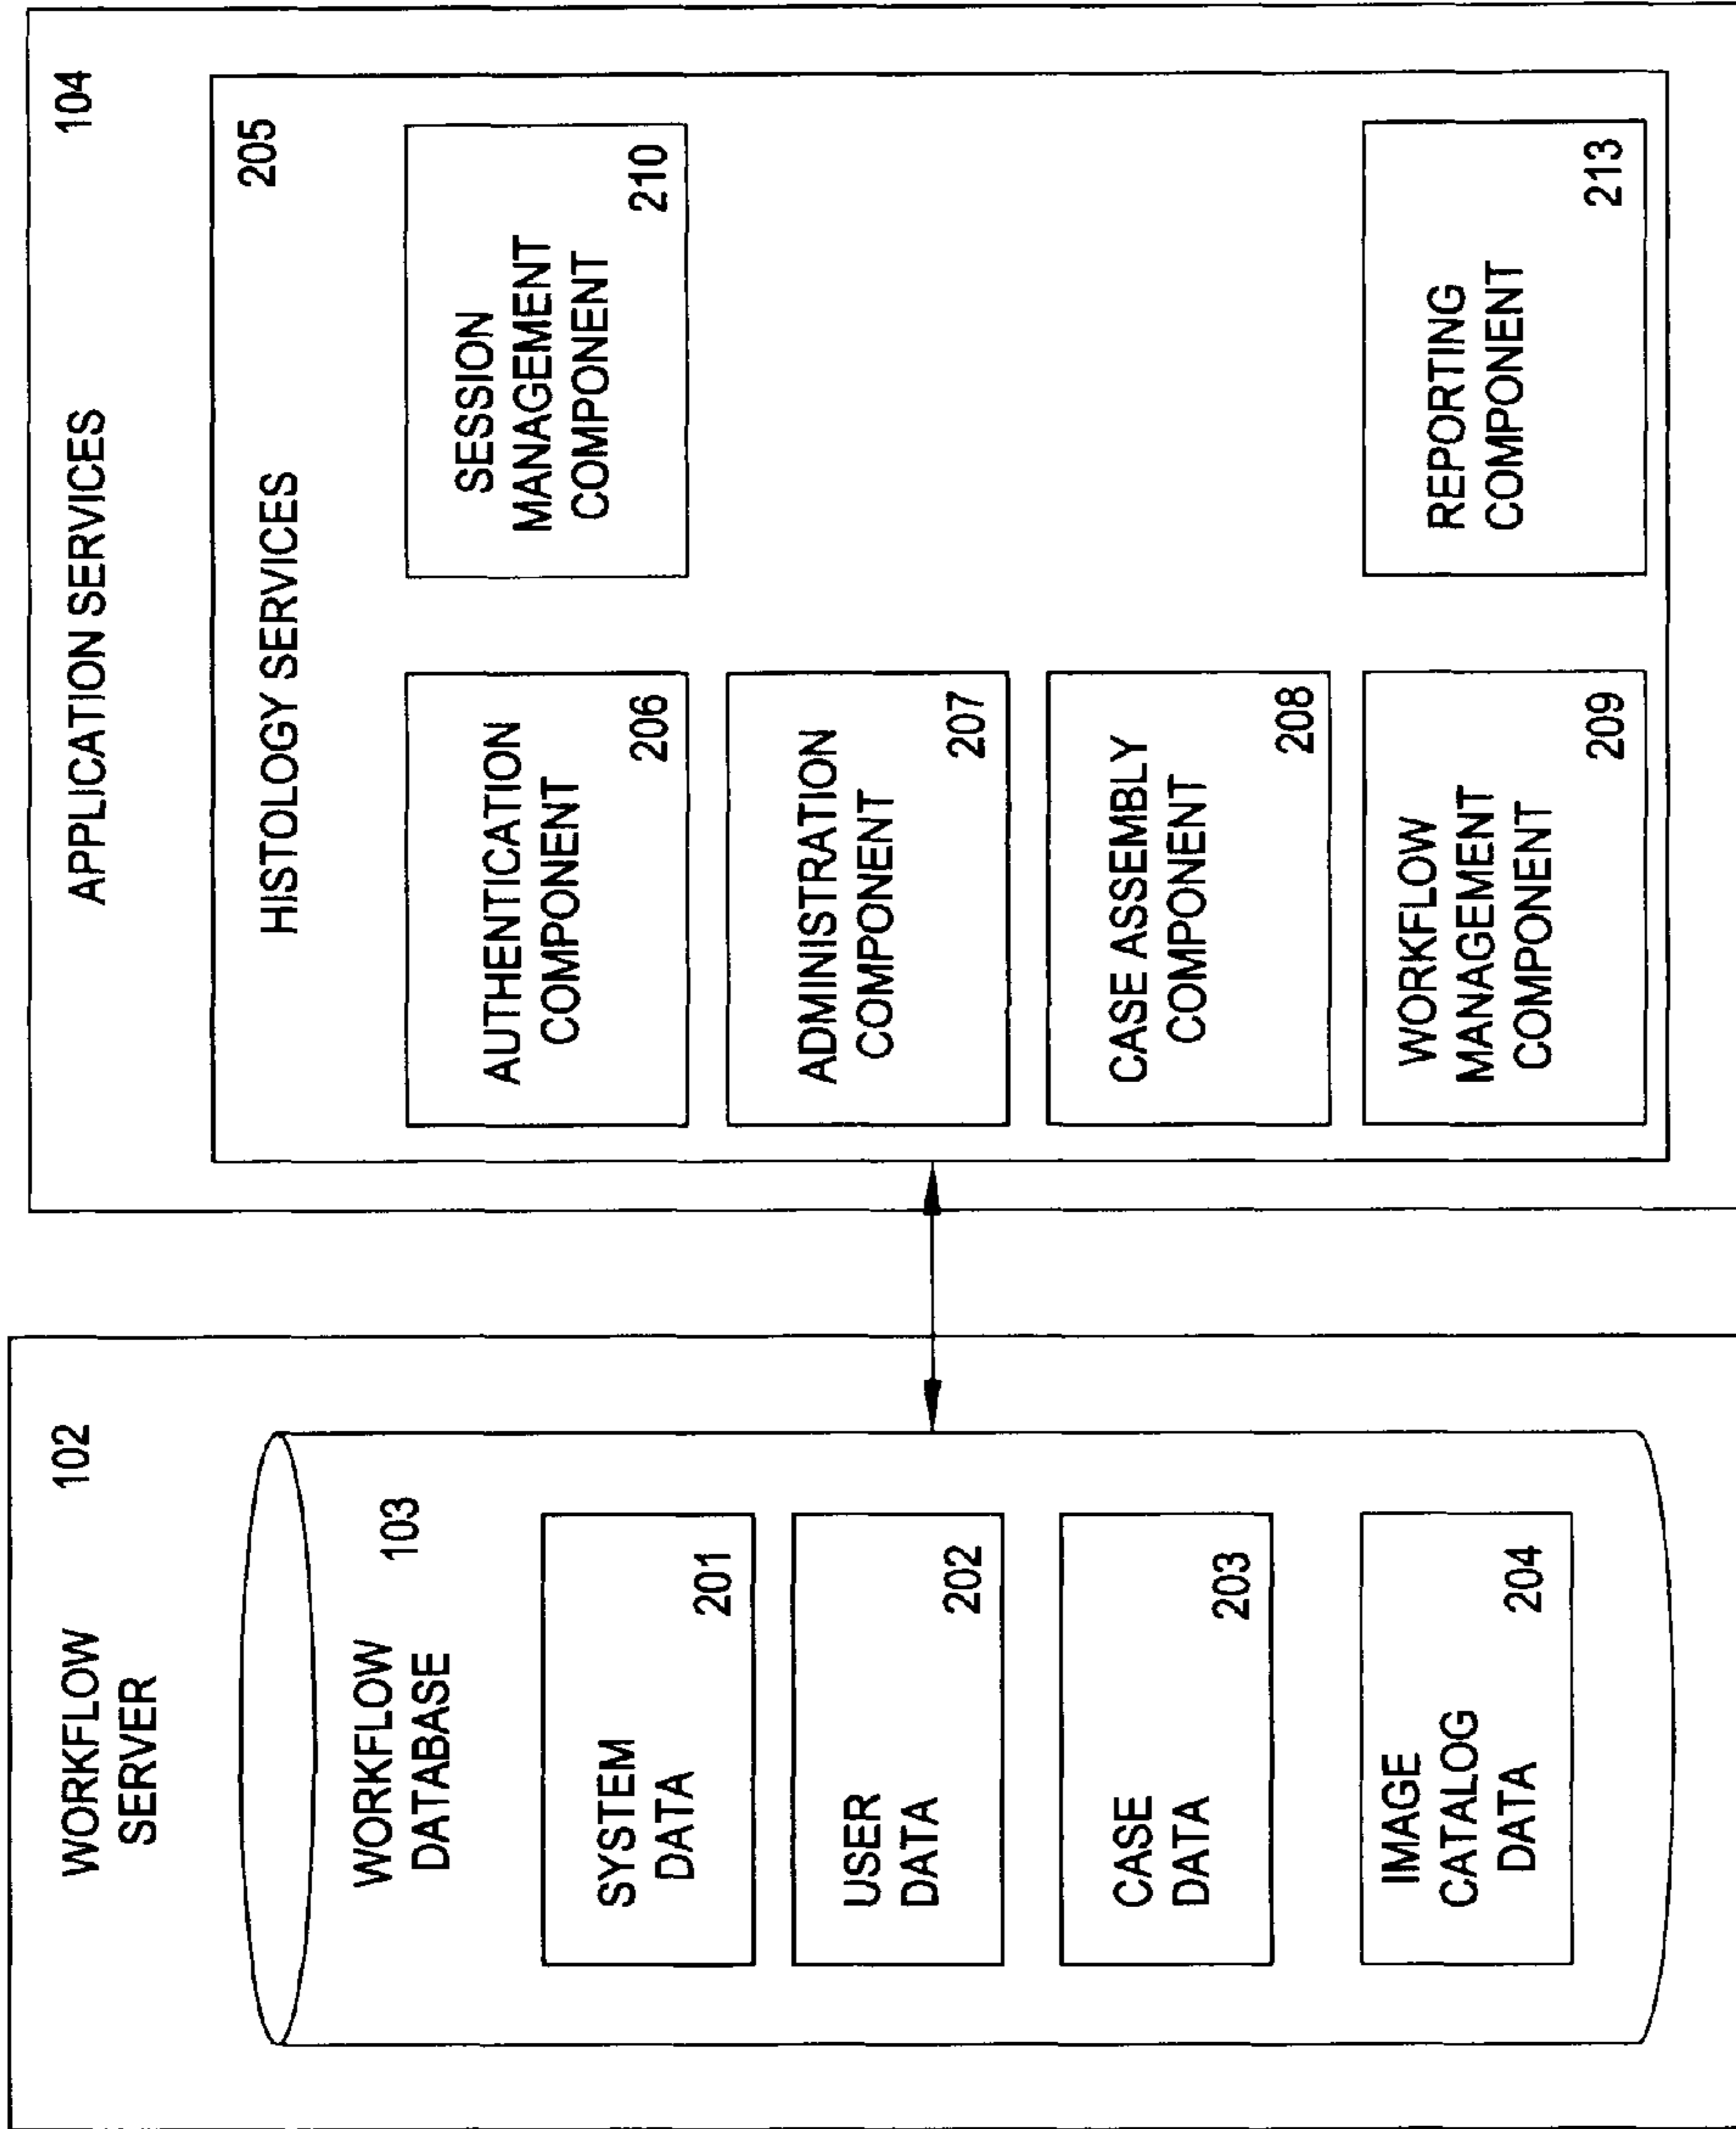 WORKFLOW
SERVER
102
WORKFLOW
DATABASE
103
SYSTEM
DATA
201
USER
DATA
202
CASE
DATA
203
IMAGE
CATALOG
DATA
204
APPLICATION SERVICES
104
HISTOLOGY SERVICES
205
AUTHENTICATION
COMPONENT
206
SESSION
MANAGEMENT
COMPONENT
210
ADMINISTRATION
COMPONENT
207
CASE ASSEMBLY
COMPONENT
208
WORKFLOW
MANAGEMENT
COMPONENT
209
REPORTING
COMPONENT
213